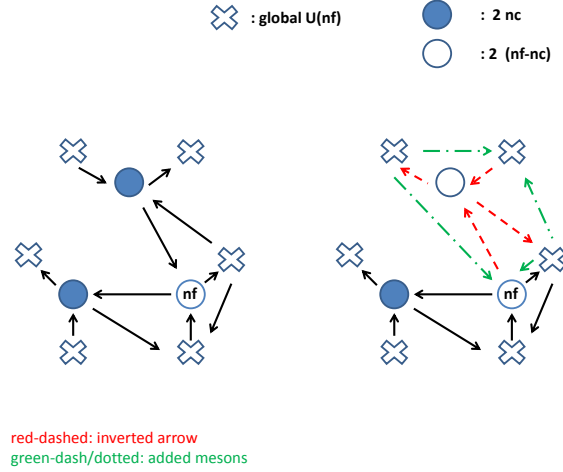 : global U(nf)
: 2 nc
: 2 (nf-nc)
nf
nf
red-dashed: inverted arrow
green-dash/dotted: added mesons